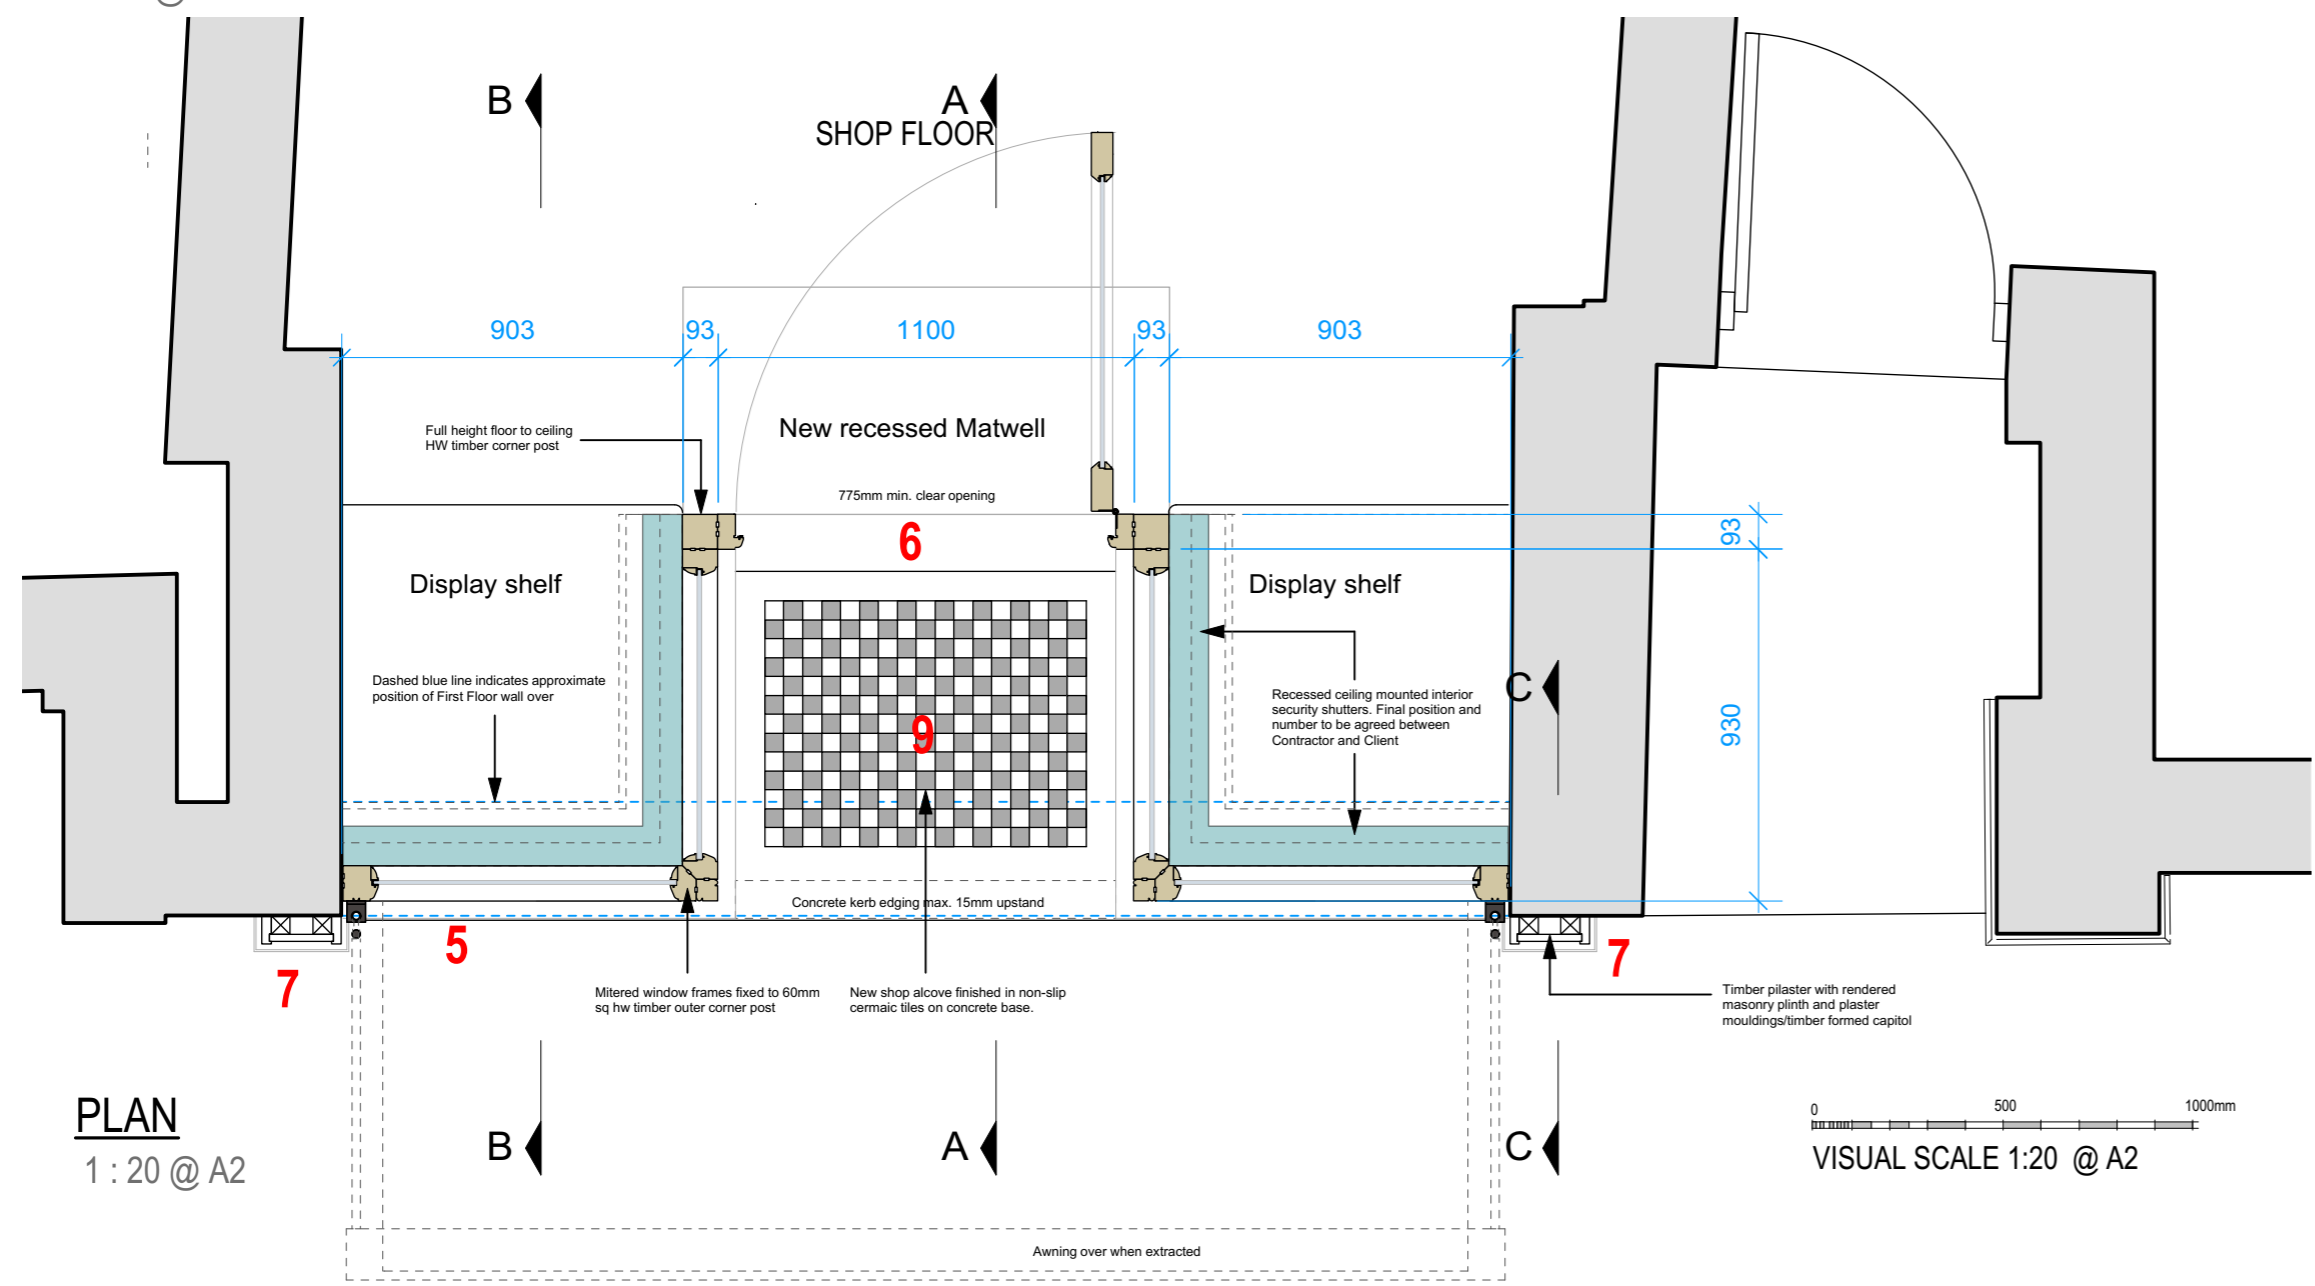 B
A
SHOP FLOOR
903
93
1100
93
903
Full height floor to ceiling
HW timber corner post
New recessed Matwell
775mm min. clear opening
6
93
Display shelf
Display shelf
Dashed blue line indicates approximate
position of First Floor wall over
9
Recessed ceiling mounted interior
security shutters. Final position and
number to be agreed between
Contractor and Client
C
930
Concrete kerb edging max. 15mm upstand
5
7
7
Mitered window frames fixed to 60mm
sq hw timber outer corner post
New shop alcove finished in non-slip
cermaic tiles on concrete base.
Timber pilaster with rendered
masonry plinth and plaster
mouldings/timber formed capitol
PLAN
1 : 20 @ A2
B
A
C
0 500 1000mm
VISUAL SCALE 1:20 @ A2
Awning over when extracted